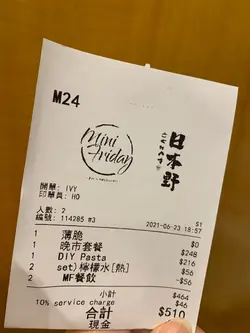 M24
Mini Friday
日本野
開單: IVY
印單員: HO
人數: 2
編號: 114285 #3
S1
2021-06-23 18:57
1 薄脆 $0
1 晚市套餐 $248
1 DIY Pasta $216
2 set)檸檬水[熱] $56
2 MF餐飲 -$56
小計 $464
10% service charge $46
合計 $510
現金